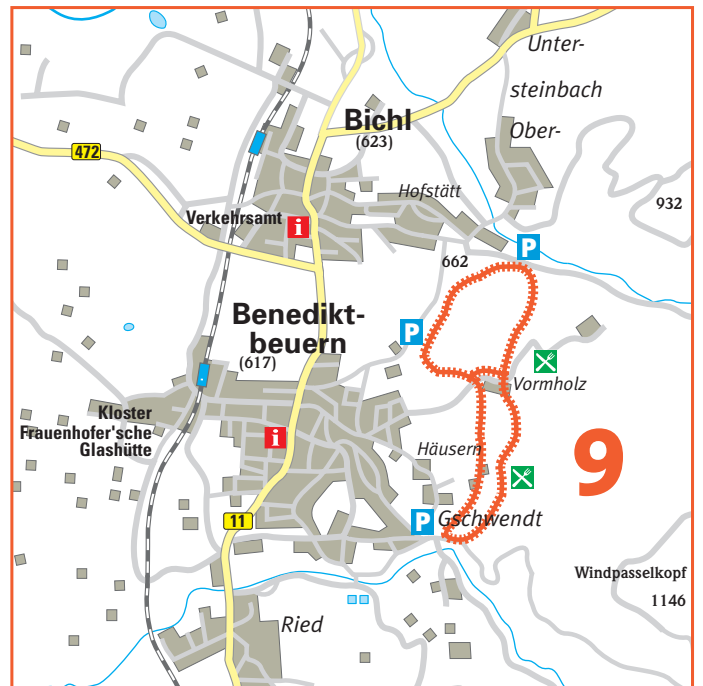 Unter-
steinbach
Ober-
Bichl
(623)
472
Hofstätt
932
Verkehrsamt
i
P
662
Benedikt-
beuern
(617)
P
Vormholz
Kloster
Frauenhofer'sche
Glashütte
i
Häusern
9
11
P
Gschwendt
Windpasselkopf
1146
Ried